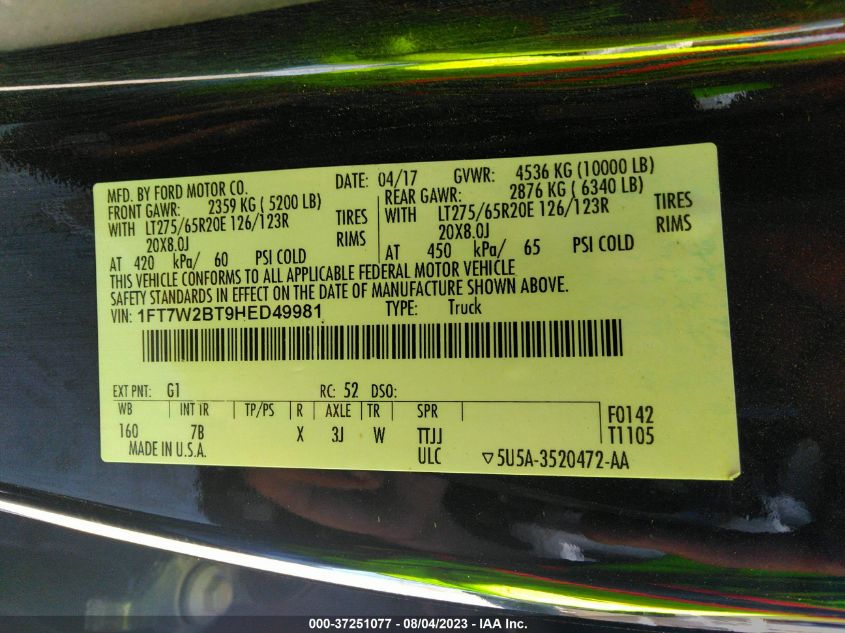 MFD. BY FORD MOTOR CO. DATE: 04/17 GVWR: 4536 KG (10000 LB)
FRONT GAWR: 2359 KG ( 5200 LB) REAR GAWR: 2876 KG ( 6340 LB)
WITH LT275/65R20E 126/123R TIRES WITH LT275/65R20E 126/123R TIRES
20X8.0J RIMS 20X8.0J RIMS
AT 420 kPa/ 60 PSI COLD AT 450 kPa/ 65 PSI COLD
THIS VEHICLE CONFORMS TO ALL APPLICABLE FEDERAL MOTOR VEHICLE
SAFETY STANDARDS IN EFFECT ON THE DATE OF MANUFACTURE SHOWN ABOVE.
VIN: 1FT7W2BT9HED49981 TYPE: Truck
EXT PNT: G1 RC: 52 DSO:
WB INT TR TP/PS R AXLE TR SPR F0142
160 7B X 3J W TTJJ T1105
MADE IN U.S.A. ULC ▽5U5A-3520472-AA
000-37251077 - 08/04/2023 - IAA Inc.